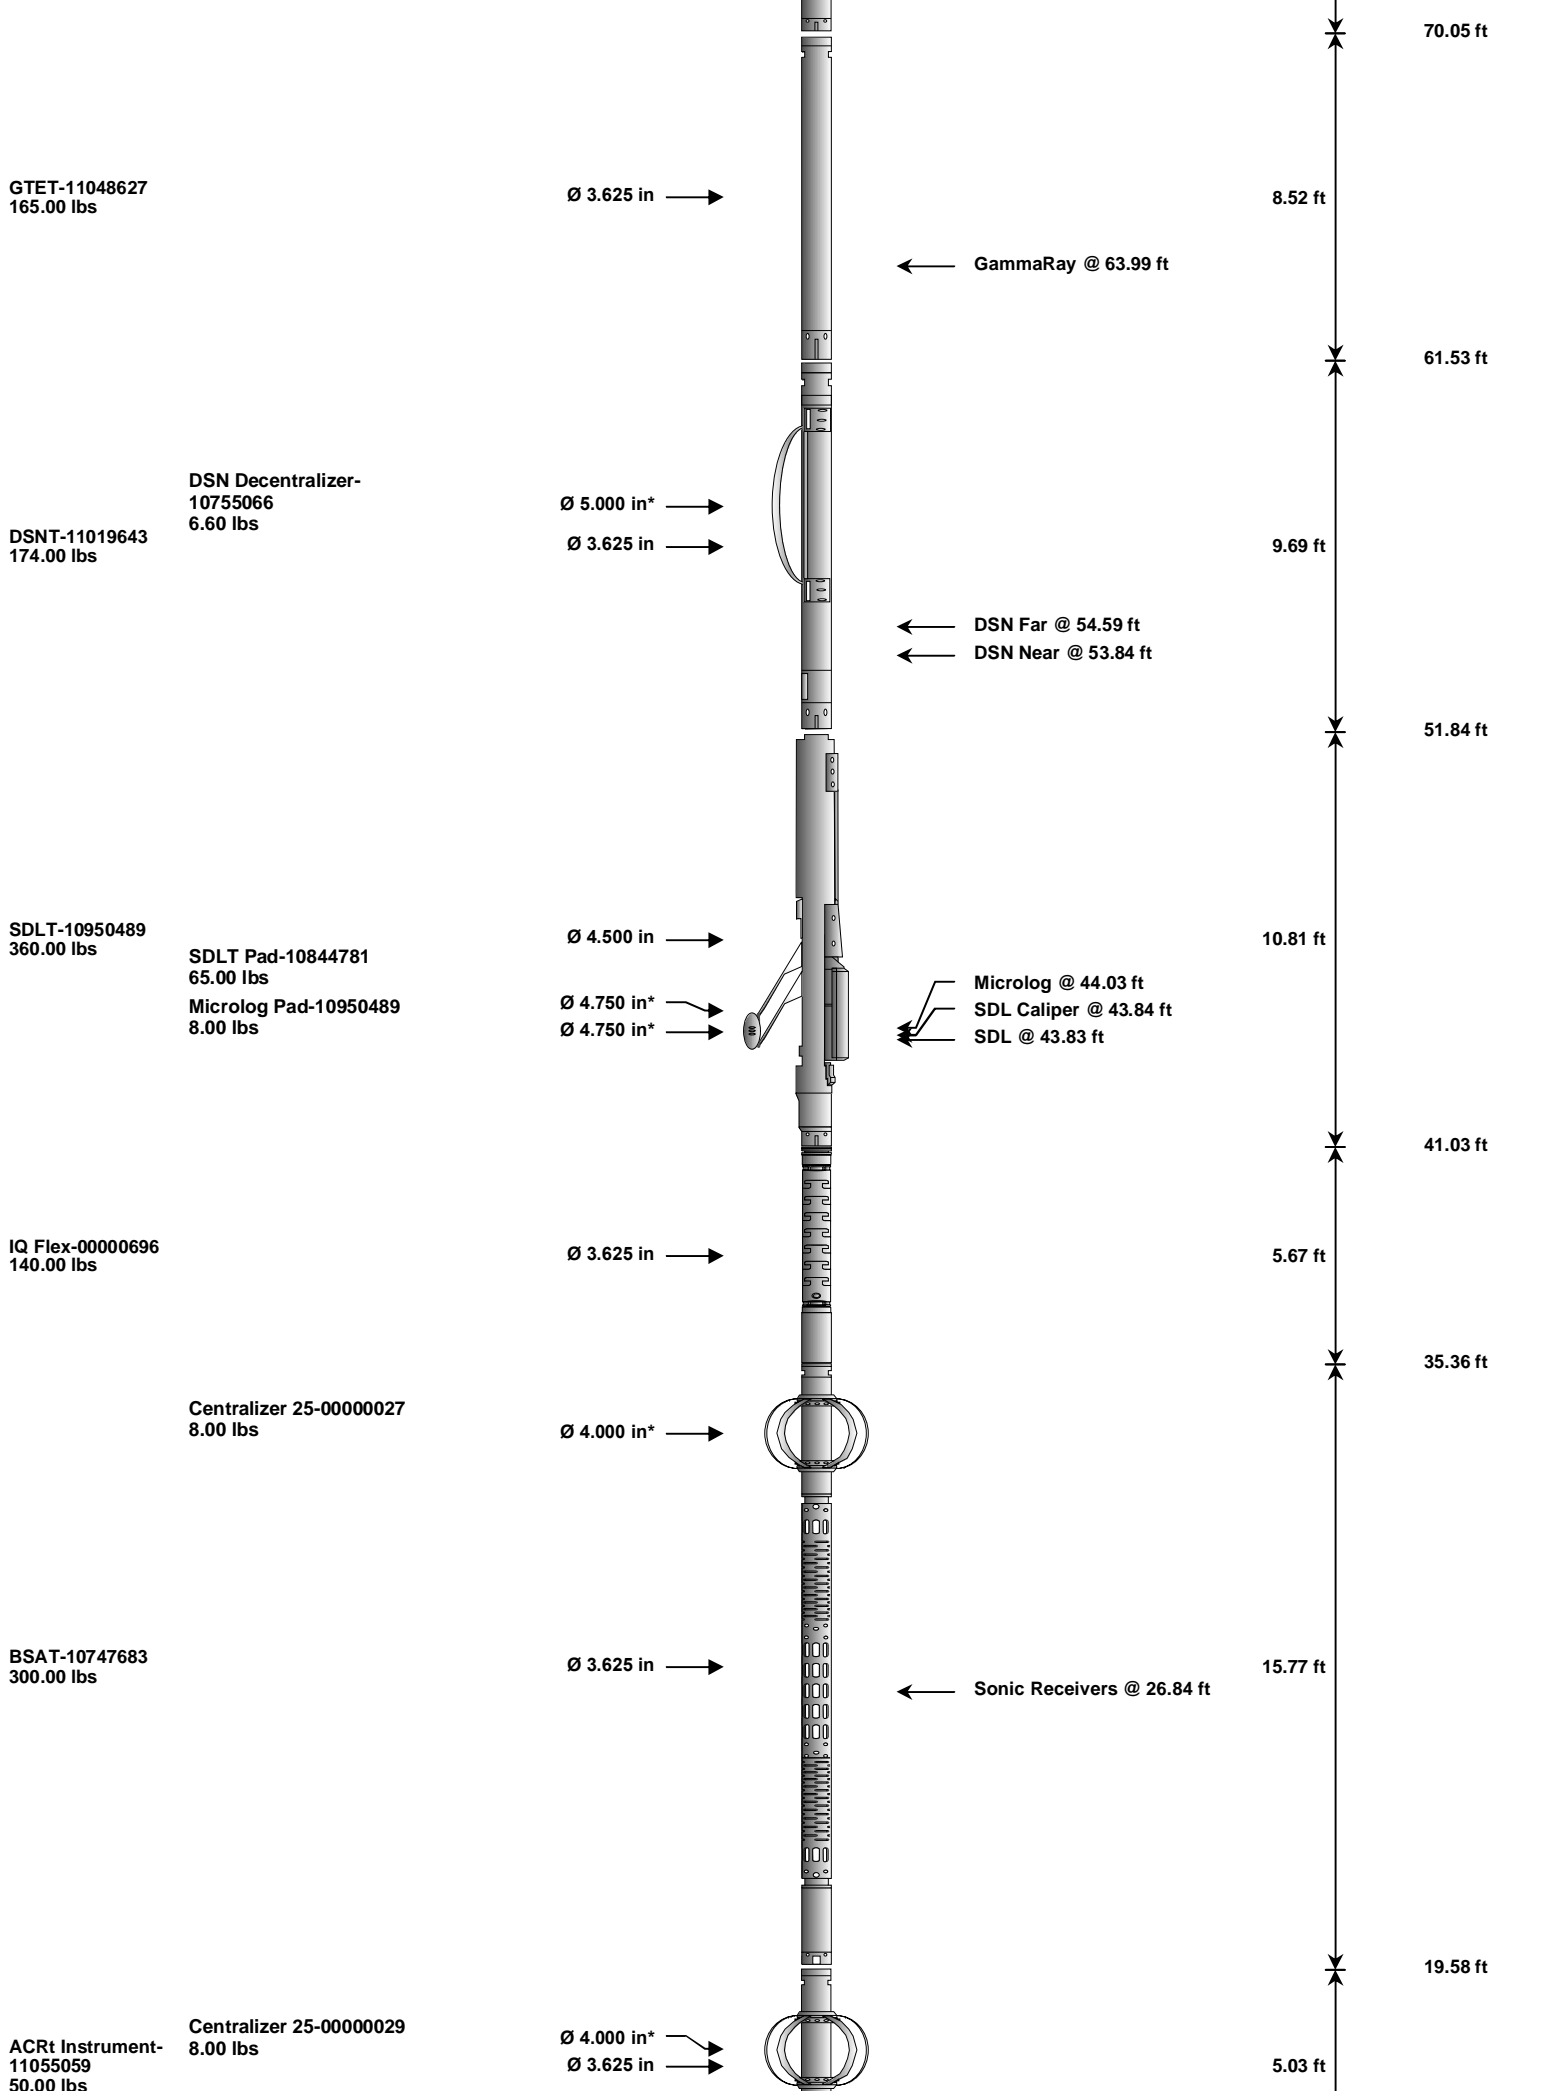 70.05 ft
GTET-11048627
165.00 lbs
Ø 3.625 in
8.52 ft
GammaRay @ 63.99 ft
61.53 ft
DSN Decentralizer-
10755066
6.60 lbs
Ø 5.000 in*
DSNT-11019643
174.00 lbs
Ø 3.625 in
9.69 ft
DSN Far @ 54.59 ft
DSN Near @ 53.84 ft
51.84 ft
SDLT-10950489
360.00 lbs
Ø 4.500 in
10.81 ft
SDLT Pad-10844781
65.00 lbs
Microlog Pad-10950489
8.00 lbs
Ø 4.750 in*
Ø 4.750 in*
Microlog @ 44.03 ft
SDL Caliper @ 43.84 ft
SDL @ 43.83 ft
41.03 ft
IQ Flex-00000696
140.00 lbs
Ø 3.625 in
5.67 ft
35.36 ft
Centralizer 25-00000027
8.00 lbs
Ø 4.000 in*
BSAT-10747683
300.00 lbs
Ø 3.625 in
15.77 ft
Sonic Receivers @ 26.84 ft
19.58 ft
Centralizer 25-00000029
8.00 lbs
Ø 4.000 in*
ACRt Instrument-
11055059
50.00 lbs
Ø 3.625 in
5.03 ft